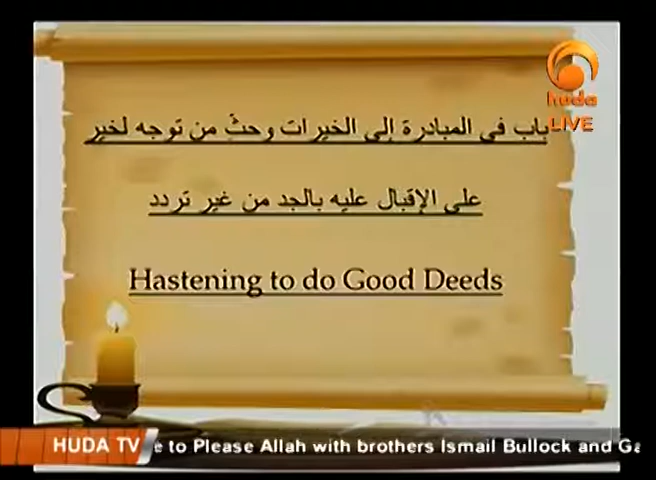 باب في المبادرة إلى الخيرات وحثِّ من توجه لخير
على الإقبال عليه بالجد من غير تردد
Hastening to do Good Deeds
huda
LIVE
HUDA TV
to Please Allah with brothers Ismail Bullock and